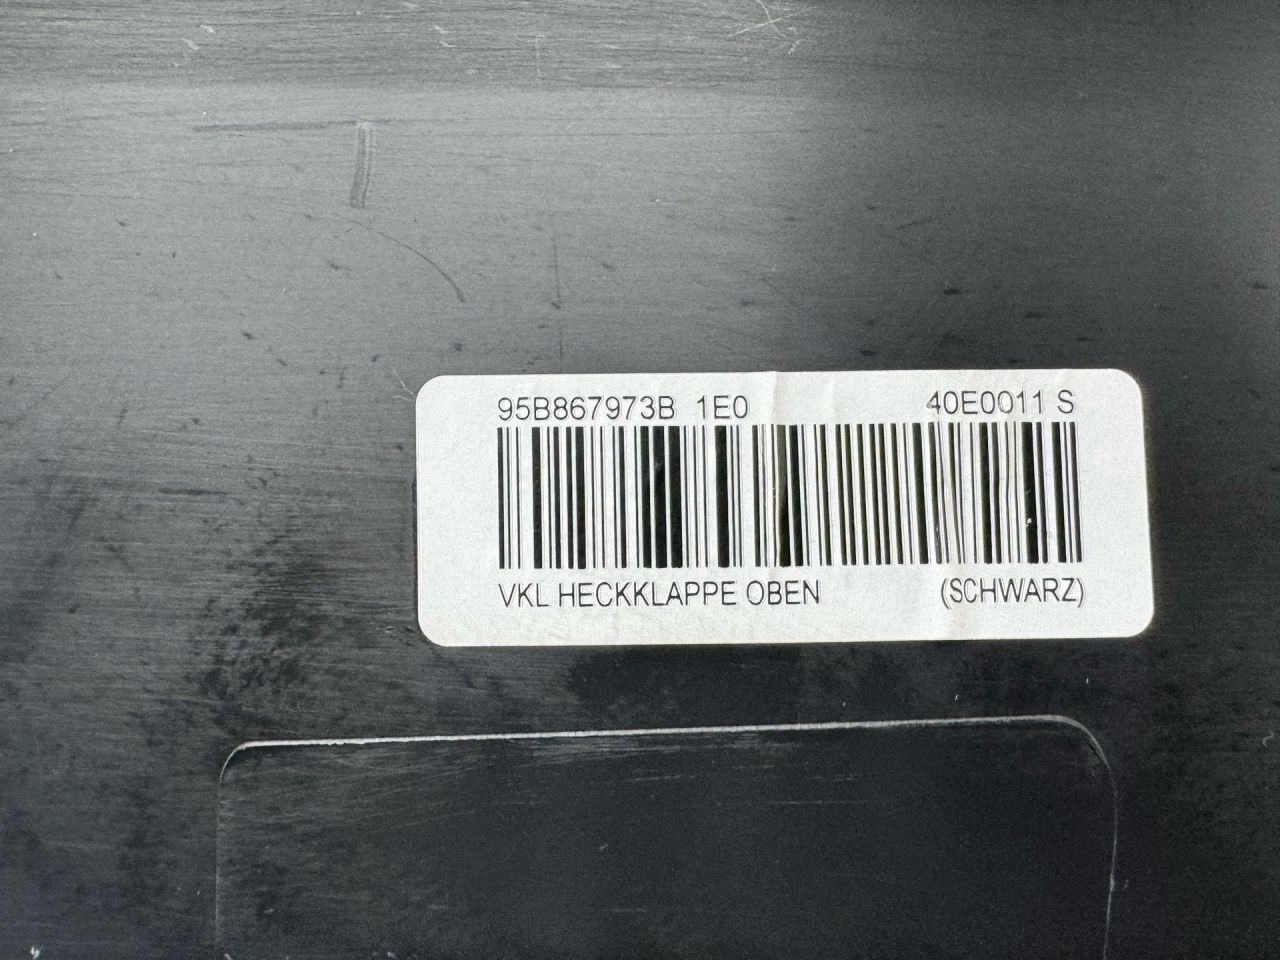 95B867973B 1E0 40E0011 S
VKL HECKKLAPPE OBEN (SCHWARZ)